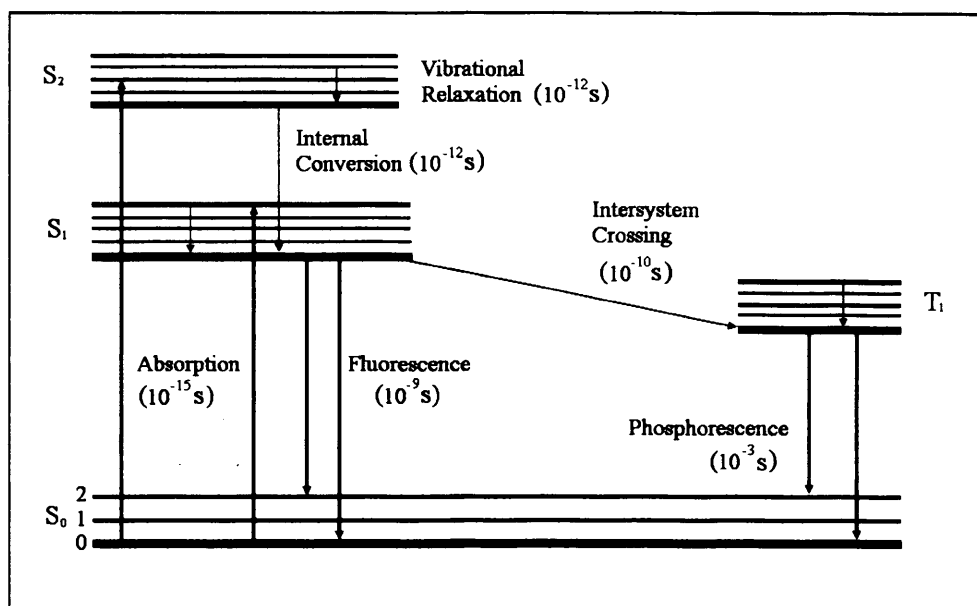 S₂
Vibrational
Relaxation (10⁻¹²s)
Internal
Conversion (10⁻¹²s)
S₁
Intersystem
Crossing
(10⁻¹⁰s)
T₁
Absorption
(10⁻¹⁵s)
Fluorescence
(10⁻⁹s)
Phosphorescence
(10⁻³s)
S₀
2
1
0